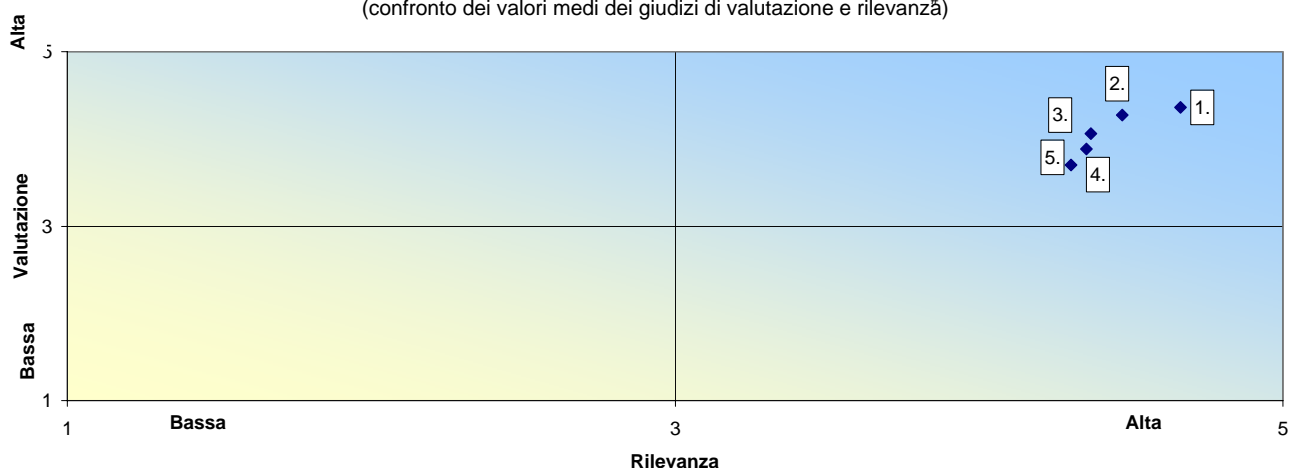 (confronto dei valori medi dei giudizi di valutazione e rilevanza)
Alta
5
2.
1.
3.
5.
4.
Valutazione
3
Bassa
1
1
Bassa
3
Alta
5
Rilevanza